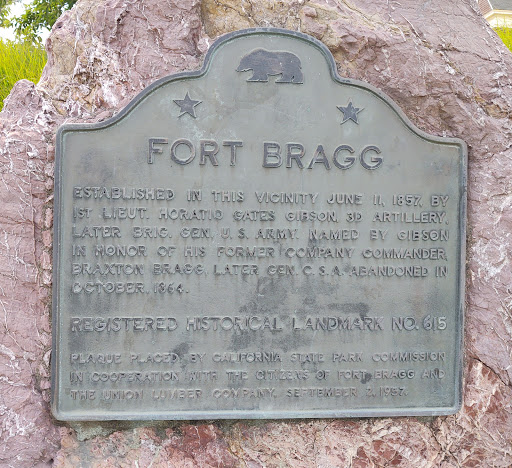 FORT BRAGG
ESTABLISHED IN THIS VICINITY JUNE 11, 1857, BY
1ST LIEUT. HORATIO GATES GIBSON, 3D ARTILLERY,
LATER BRIG. GEN., U.S. ARMY. NAMED BY GIBSON
IN HONOR OF HIS FORMER COMPANY COMMANDER,
BRAXTON BRAGG, LATER GEN., C.S.A. ABANDONED IN
OCTOBER, 1864.
REGISTERED HISTORICAL LANDMARK NO. 615
PLAQUE PLACED BY CALIFORNIA STATE PARK COMMISSION
IN COOPERATION WITH THE CITIZENS OF FORT BRAGG AND
THE UNION LUMBER COMPANY, SEPTEMBER 1957.